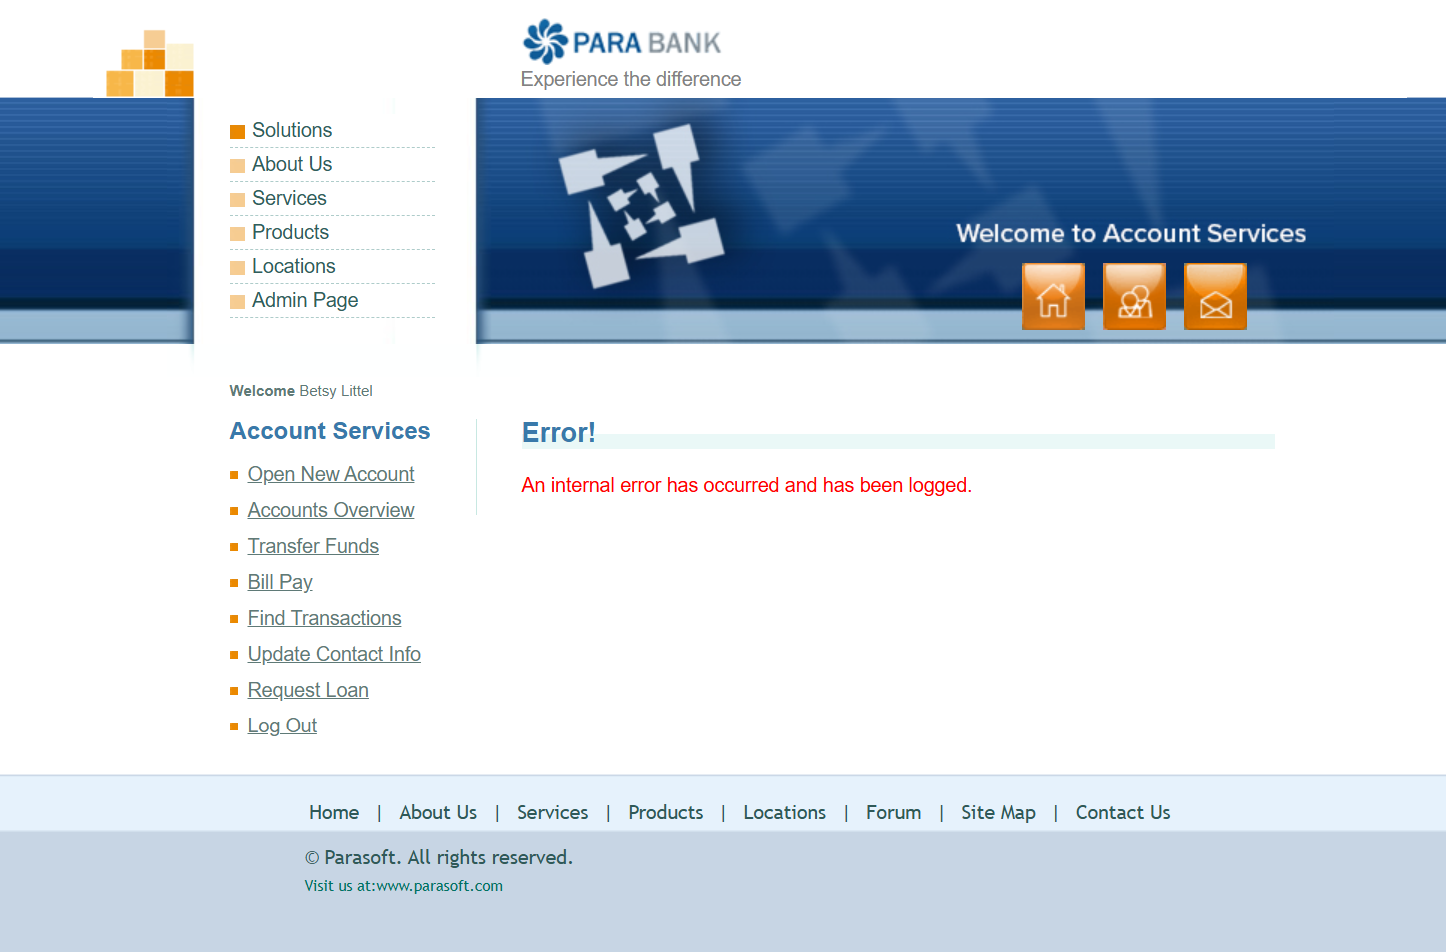 PARA BANK
Experience the difference
Solutions
About Us
Services
Products
Locations
Admin Page
Welcome to Account Services
Welcome Betsy Littel
Account Services
Open New Account
Accounts Overview
Transfer Funds
Bill Pay
Find Transactions
Update Contact Info
Request Loan
Log Out
Error!
An internal error has occurred and has been logged.
Home | About Us | Services | Products | Locations | Forum | Site Map | Contact Us
© Parasoft. All rights reserved.
Visit us at:www.parasoft.com